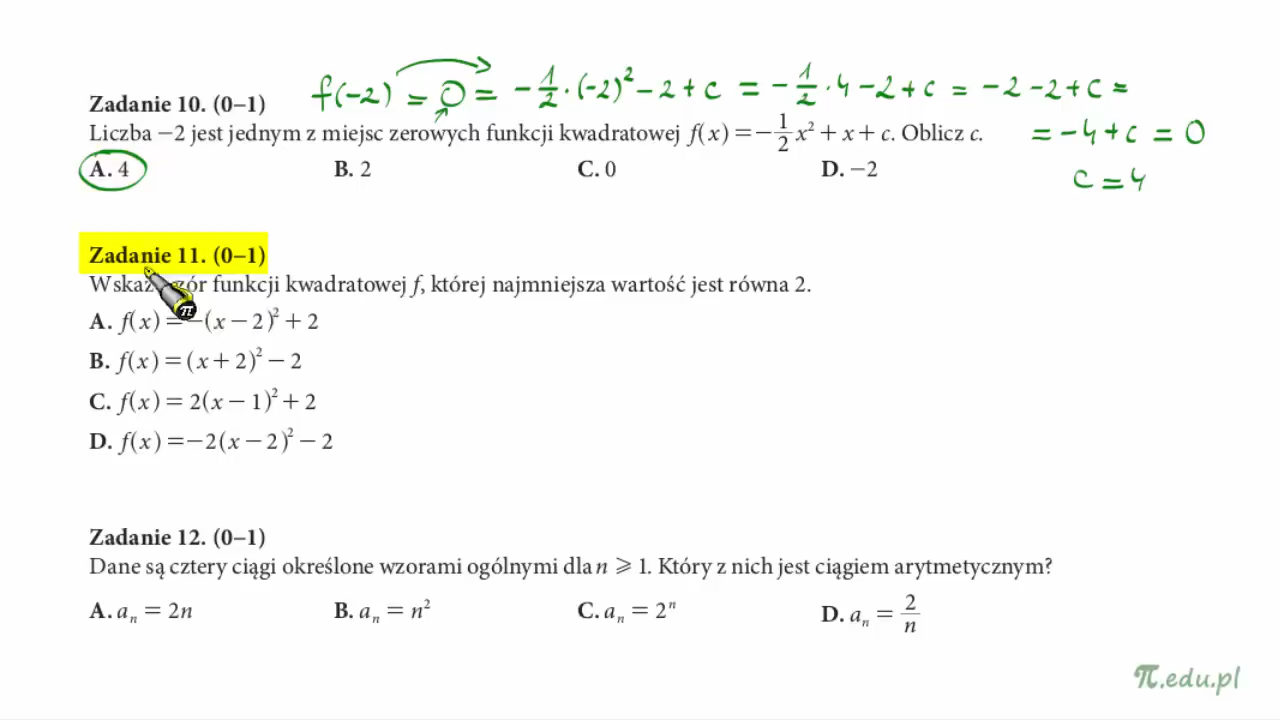 f(-2) = 0 = -1/2 · (-2)² - 2 + c = -1/2 · 4 - 2 + c = -2 - 2 + c =
Zadanie 10. (0–1)
Liczba −2 jest jednym z miejsc zerowych funkcji kwadratowej f(x) = −1/2 x² + x + c. Oblicz c.
= -4 + c = 0
A. 4 B. 2 C. 0 D. −2
c = 4
Zadanie 11. (0–1)
funkcji kwadratowej f, której najmniejsza wartość jest równa 2.
A. f(x) = −(x − 2)² + 2
B. f(x) = (x + 2)² − 2
C. f(x) = 2(x − 1)² + 2
D. f(x) = −2(x − 2)² − 2
Zadanie 12. (0–1)
Dane są cztery ciągi określone wzorami ogólnymi dla n ⩾ 1. Który z nich jest ciągiem arytmetycznym?
A. aₙ = 2n B. aₙ = n² C. aₙ = 2ⁿ D. aₙ = 2/n
π.edu.pl